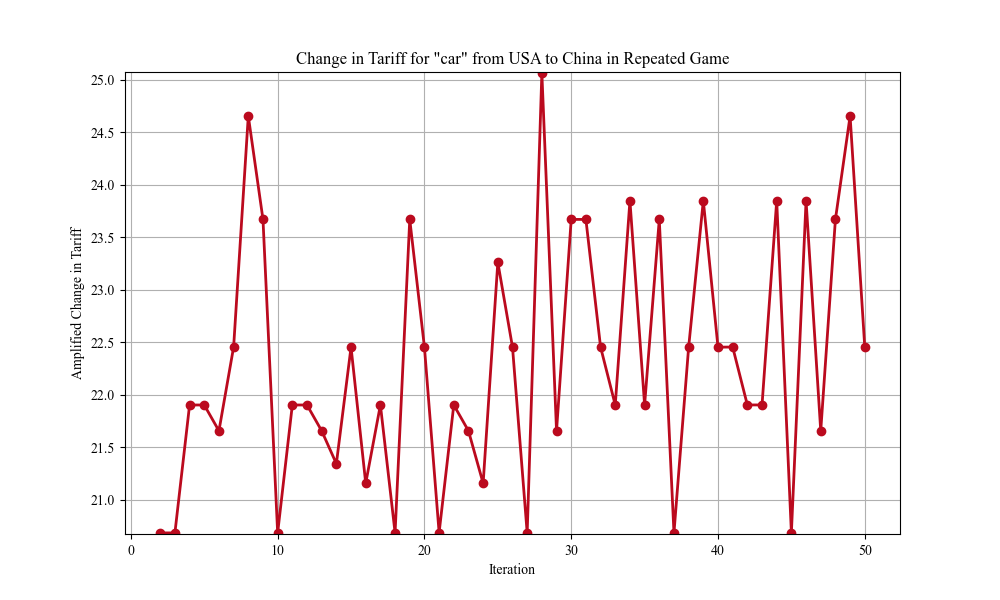 Change in Tariff for "car" from USA to China in Repeated Game
Amplified Change in Tariff
25.0
24.5
24.0
23.5
23.0
22.5
22.0
21.5
21.0
0 10 20 30 40 50
Iteration